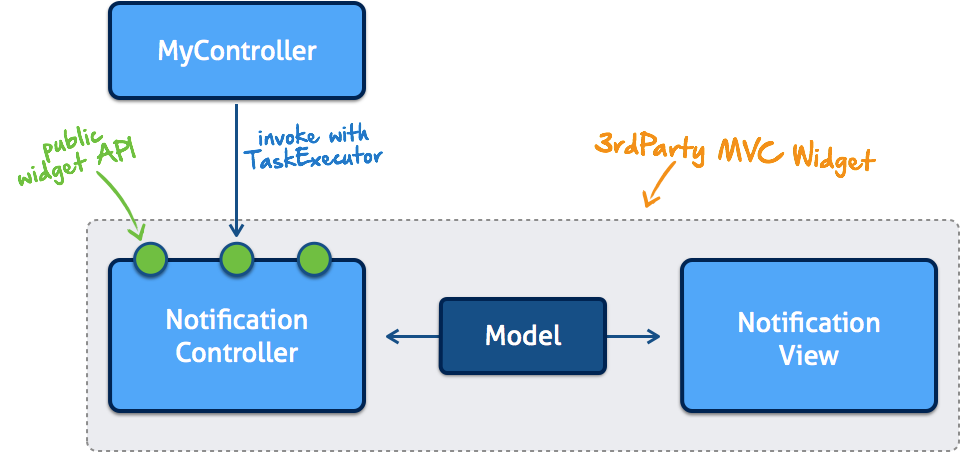 MyController
public
widget API
invoke with
TaskExecutor
3rdParty MVC Widget
Notification
Controller
Model
Notification
View